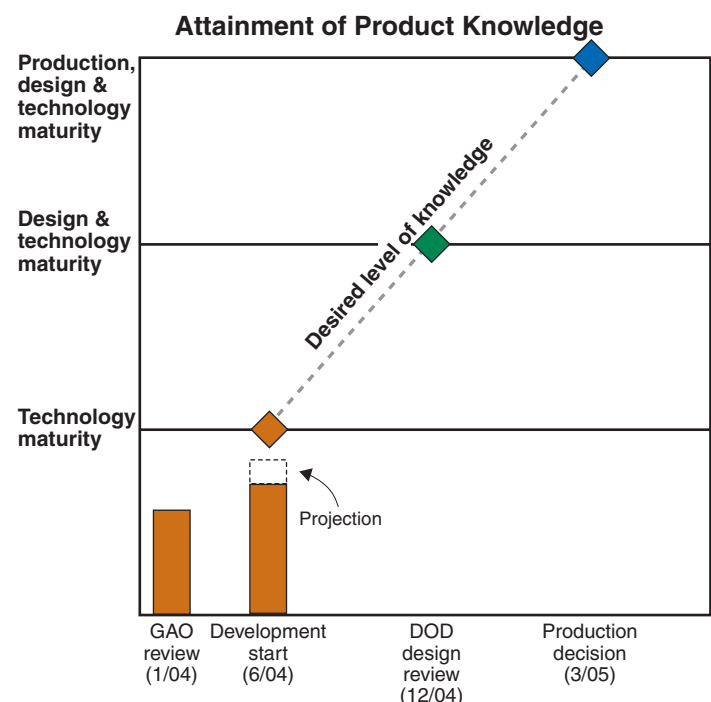 Attainment of Product Knowledge
Production,
design &
technology
maturity
Design &
technology
maturity
Technology
maturity
Desired level of knowledge
Projection
GAO
review
(1/04)
Development
start
(6/04)
DOD
design
review
(12/04)
Production
decision
(3/05)